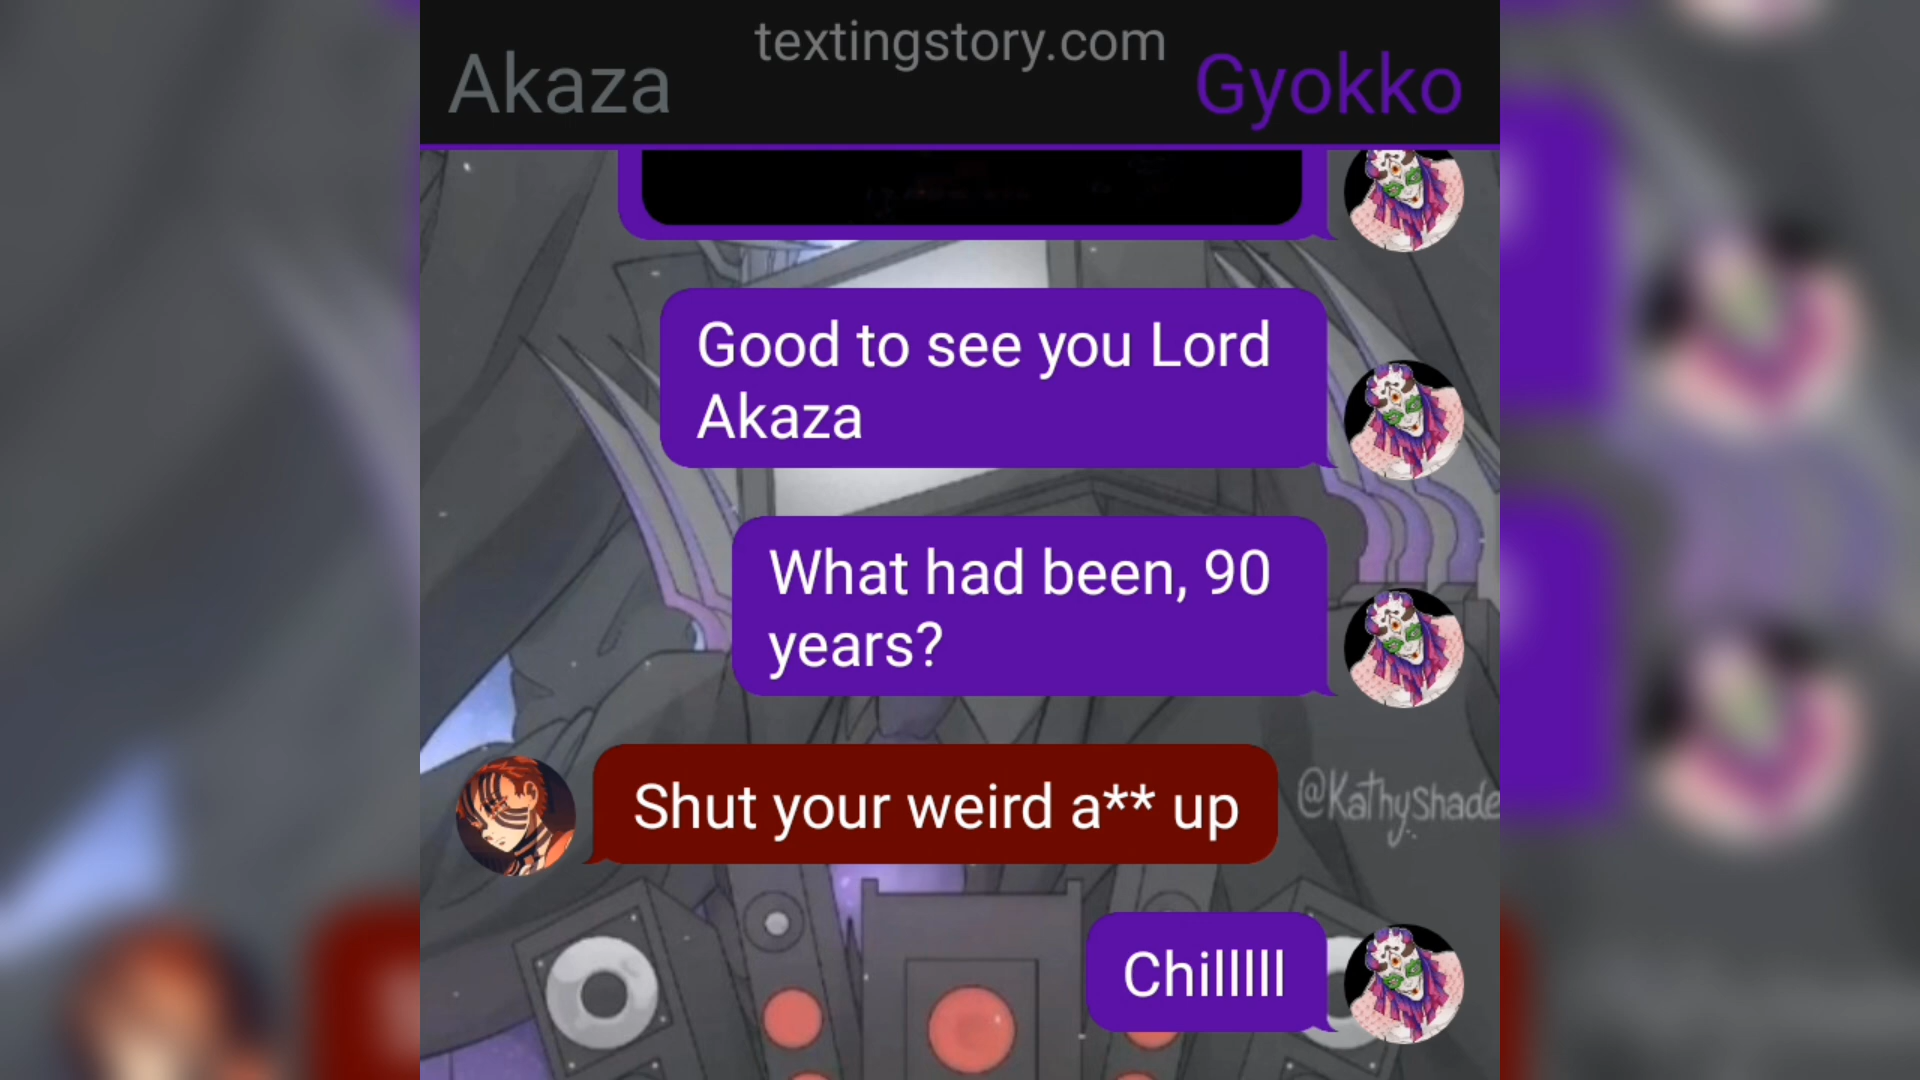 textingstory.com
Akaza
Gyokko
Good to see you Lord
Akaza
What had been, 90
years?
Shut your weird a** up
@KathyShade
Chilllll